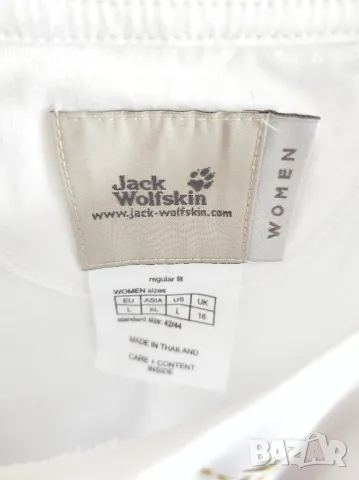 Jack
Wolfskin
www.jack-wolfskin.com
WOMEN
regular fit
WOMEN sizes
EU ASIA US UK
L XL L 16
standard size: 42/44
MADE IN THAILAND
CARE + CONTENT
INSIDE
BAZAR